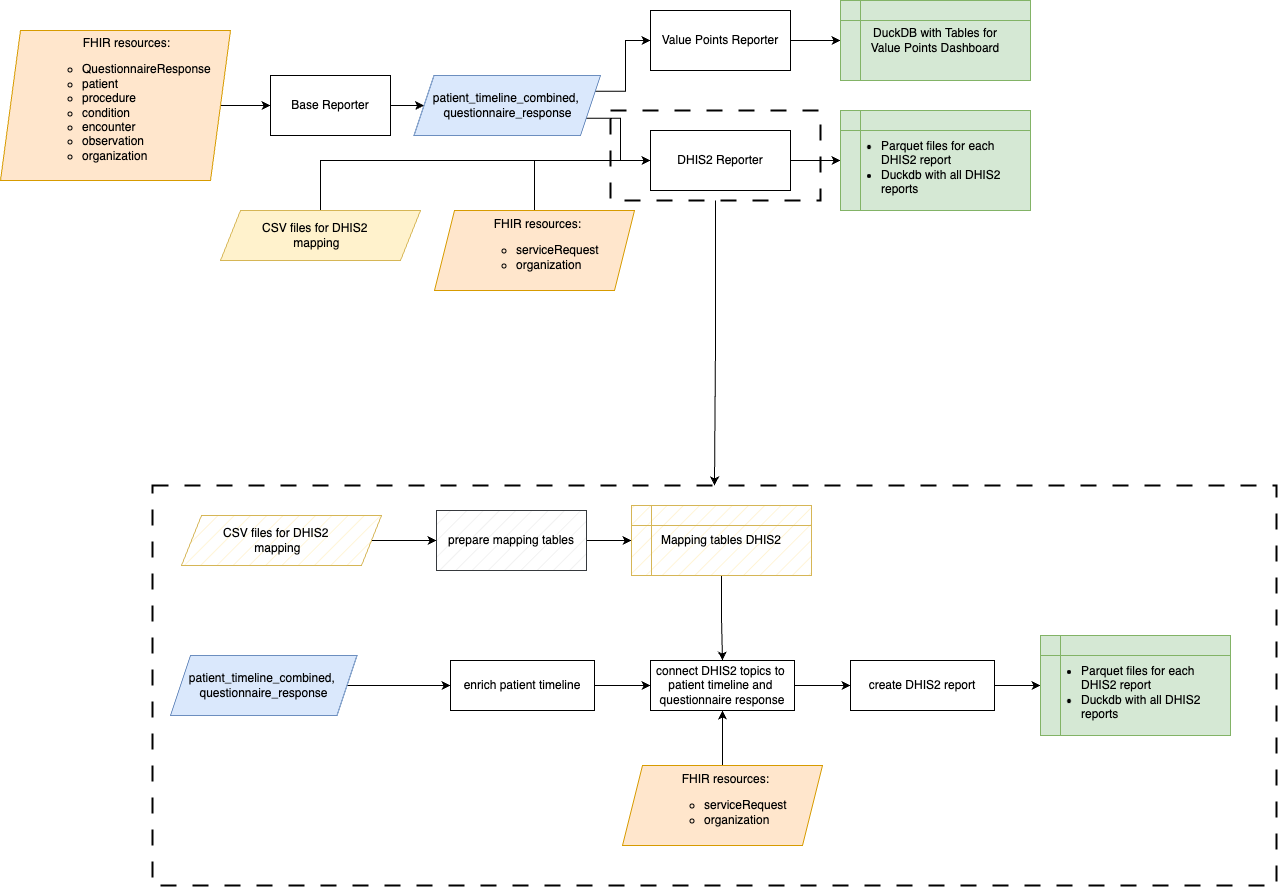 FHIR resources:
QuestionnaireResponse
patient
procedure
condition
encounter
observation
organization
Base Reporter
patient_timeline_combined,
questionnaire_response
Value Points Reporter
DuckDB with Tables for
Value Points Dashboard
DHIS2 Reporter
Parquet files for each
DHIS2 report
Duckdb with all DHIS2
reports
CSV files for DHIS2
mapping
FHIR resources:
serviceRequest
organization
CSV files for DHIS2
mapping
prepare mapping tables
Mapping tables DHIS2
patient_timeline_combined,
questionnaire_response
enrich patient timeline
connect DHIS2 topics to
patient timeline and
questionnaire response
create DHIS2 report
Parquet files for each
DHIS2 report
Duckdb with all DHIS2
reports
FHIR resources:
serviceRequest
organization